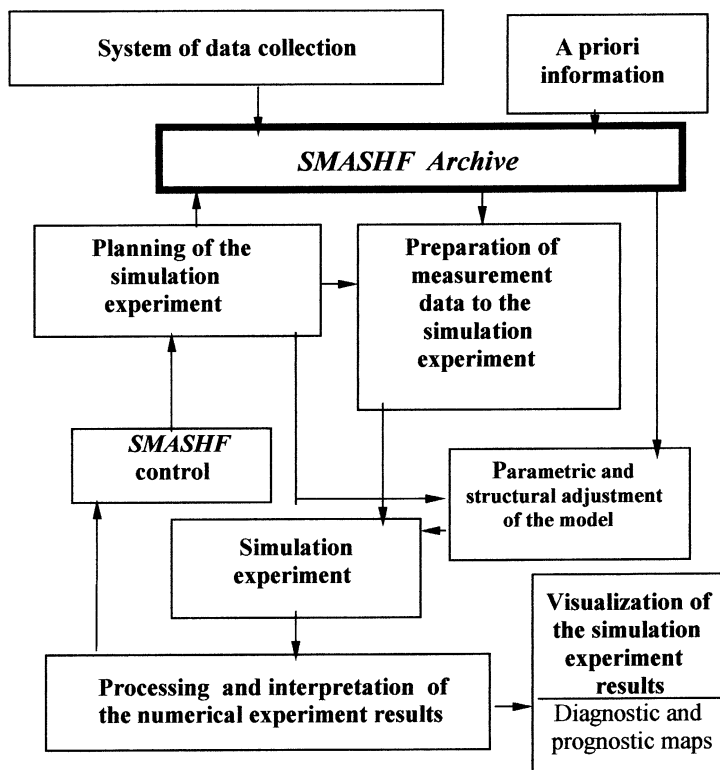 System of data collection
A priori
information
SMASHF Archive
Planning of the
simulation
experiment
Preparation of
measurement
data to the
simulation
experiment
SMASHF
control
Parametric and
structural adjustment
of the model
Simulation
experiment
Visualization of
the simulation
experiment
results
Diagnostic and
prognostic maps
Processing and interpretation of
the numerical experiment results